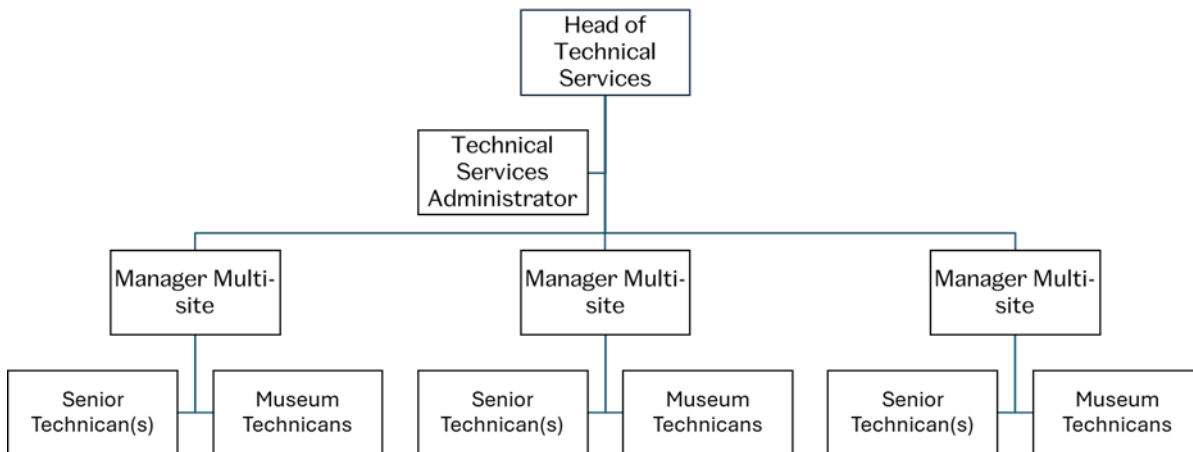 Head of
Technical
Services
Technical
Services
Administrator
Manager Multi-
site
Manager Multi-
site
Manager Multi-
site
Senior
Technican(s)
Museum
Technicans
Senior
Technican(s)
Museum
Technicans
Senior
Technican(s)
Museum
Technicans